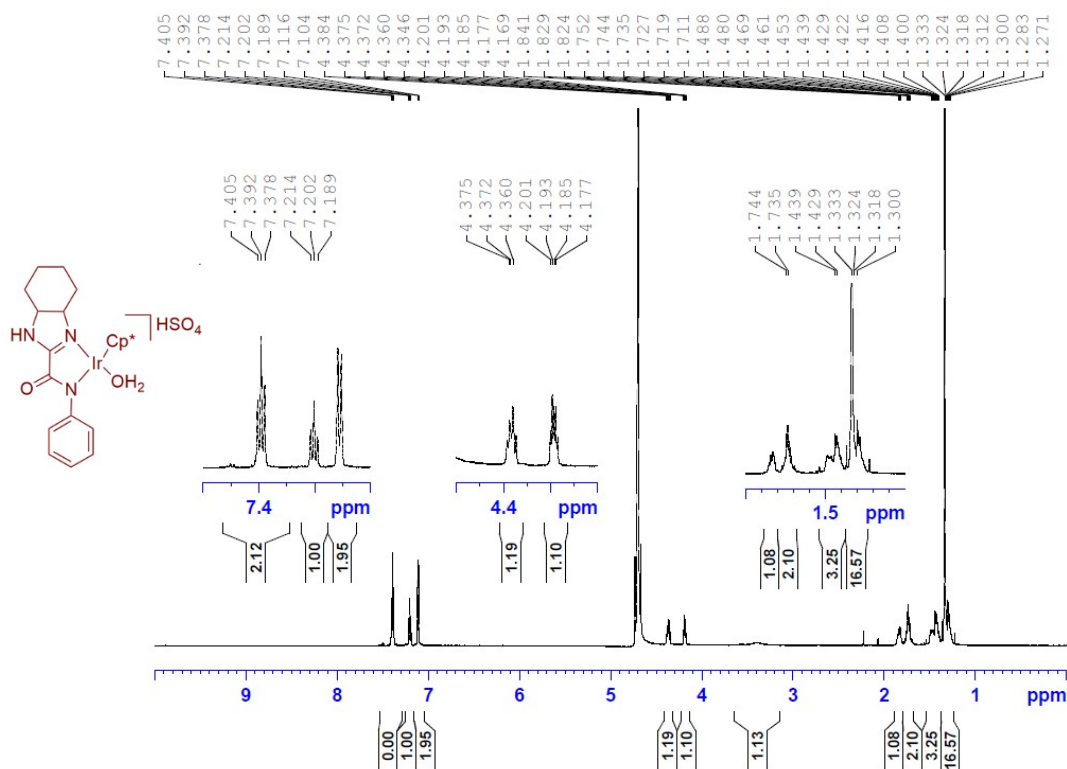 7.405 7.392 7.378 7.214 7.202 7.189 7.116 7.104 4.384 4.375 4.372 4.360 4.346 4.201 4.193 4.185 4.177 4.169 1.841 1.829 1.824 1.752 1.744 1.735 1.727 1.719 1.711 1.488 1.480 1.469 1.461 1.453 1.439 1.429 1.422 1.416 1.408 1.400 1.333 1.324 1.318 1.312 1.300 1.283 1.271
7.405 7.392 7.378 7.214 7.202 7.189
4.375 4.372 4.360 4.201 4.193 4.185 4.177
1.744 1.735 1.439 1.429 1.333 1.324 1.318 1.300
HN
N
Cp*
HSO4
Ir
O
N
OH2
7.4 ppm
4.4 ppm
1.5 ppm
2.12 1.00 1.95
1.19 1.10
1.08 2.10 3.25 16.57
9 8 7 6 5 4 3 2 1 ppm
0.00 1.00 1.95 1.19 1.10 1.13 1.08 2.10 3.25 16.57